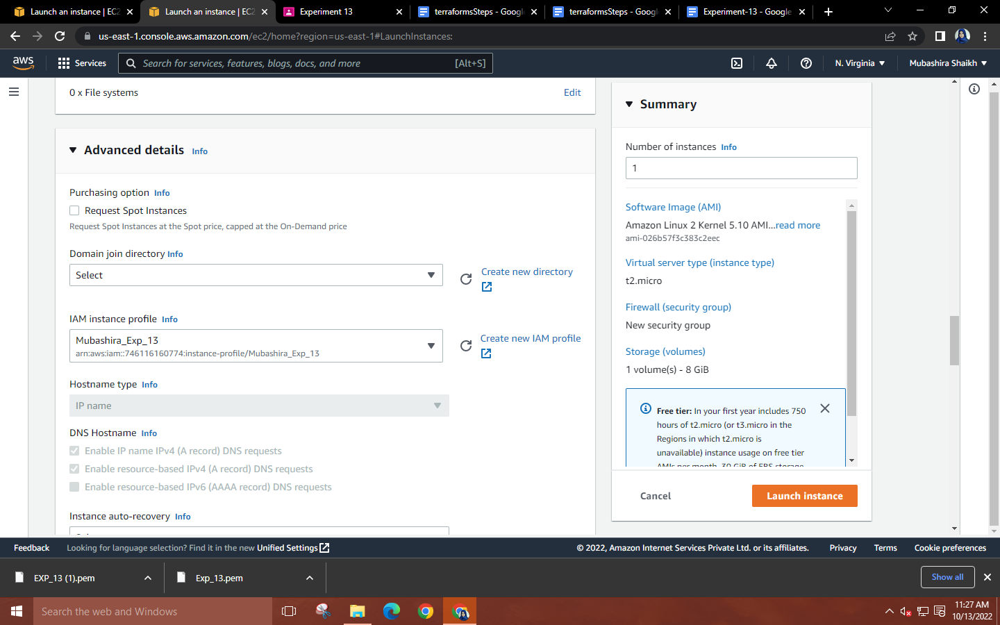 Launch an instance | EC2
Launch an instance | EC2
Experiment 13
terraformsSteps - Google
terraformsSteps - Google
Experiment-13 - Google
us-east-1.console.aws.amazon.com/ec2/home?region=us-east-1#LaunchInstances:
aws
Services
Search for services, features, blogs, docs, and more
[Alt+S]
N. Virginia
Mubashira Shaikh
0 x File systems
Edit
Advanced details Info
Purchasing option Info
Request Spot Instances
Request Spot Instances at the Spot price, capped at the On-Demand price
Domain join directory Info
Select
Create new directory
IAM instance profile Info
Mubashira_Exp_13
arn:aws:iam::746116160774:instance-profile/Mubashira_Exp_13
Create new IAM profile
Hostname type Info
IP name
DNS Hostname Info
Enable IP name IPv4 (A record) DNS requests
Enable resource-based IPv4 (A record) DNS requests
Enable resource-based IPv6 (AAAA record) DNS requests
Instance auto-recovery Info
Summary
Number of instances Info
1
Software Image (AMI)
Amazon Linux 2 Kernel 5.10 AMI...read more
ami-026b57f3c383c2eec
Virtual server type (instance type)
t2.micro
Firewall (security group)
New security group
Storage (volumes)
1 volume(s) - 8 GiB
Free tier: In your first year includes 750
hours of t2.micro (or t3.micro in the
Regions in which t2.micro is
unavailable) instance usage on free tier
AMIs per month, 30 GiB of EBS storage,
Cancel
Launch instance
Feedback
Looking for language selection? Find it in the new Unified Settings
© 2022, Amazon Internet Services Private Ltd. or its affiliates.
Privacy
Terms
Cookie preferences
EXP_13 (1).pem
Exp_13.pem
Show all
Search the web and Windows
11:27 AM
10/13/2022